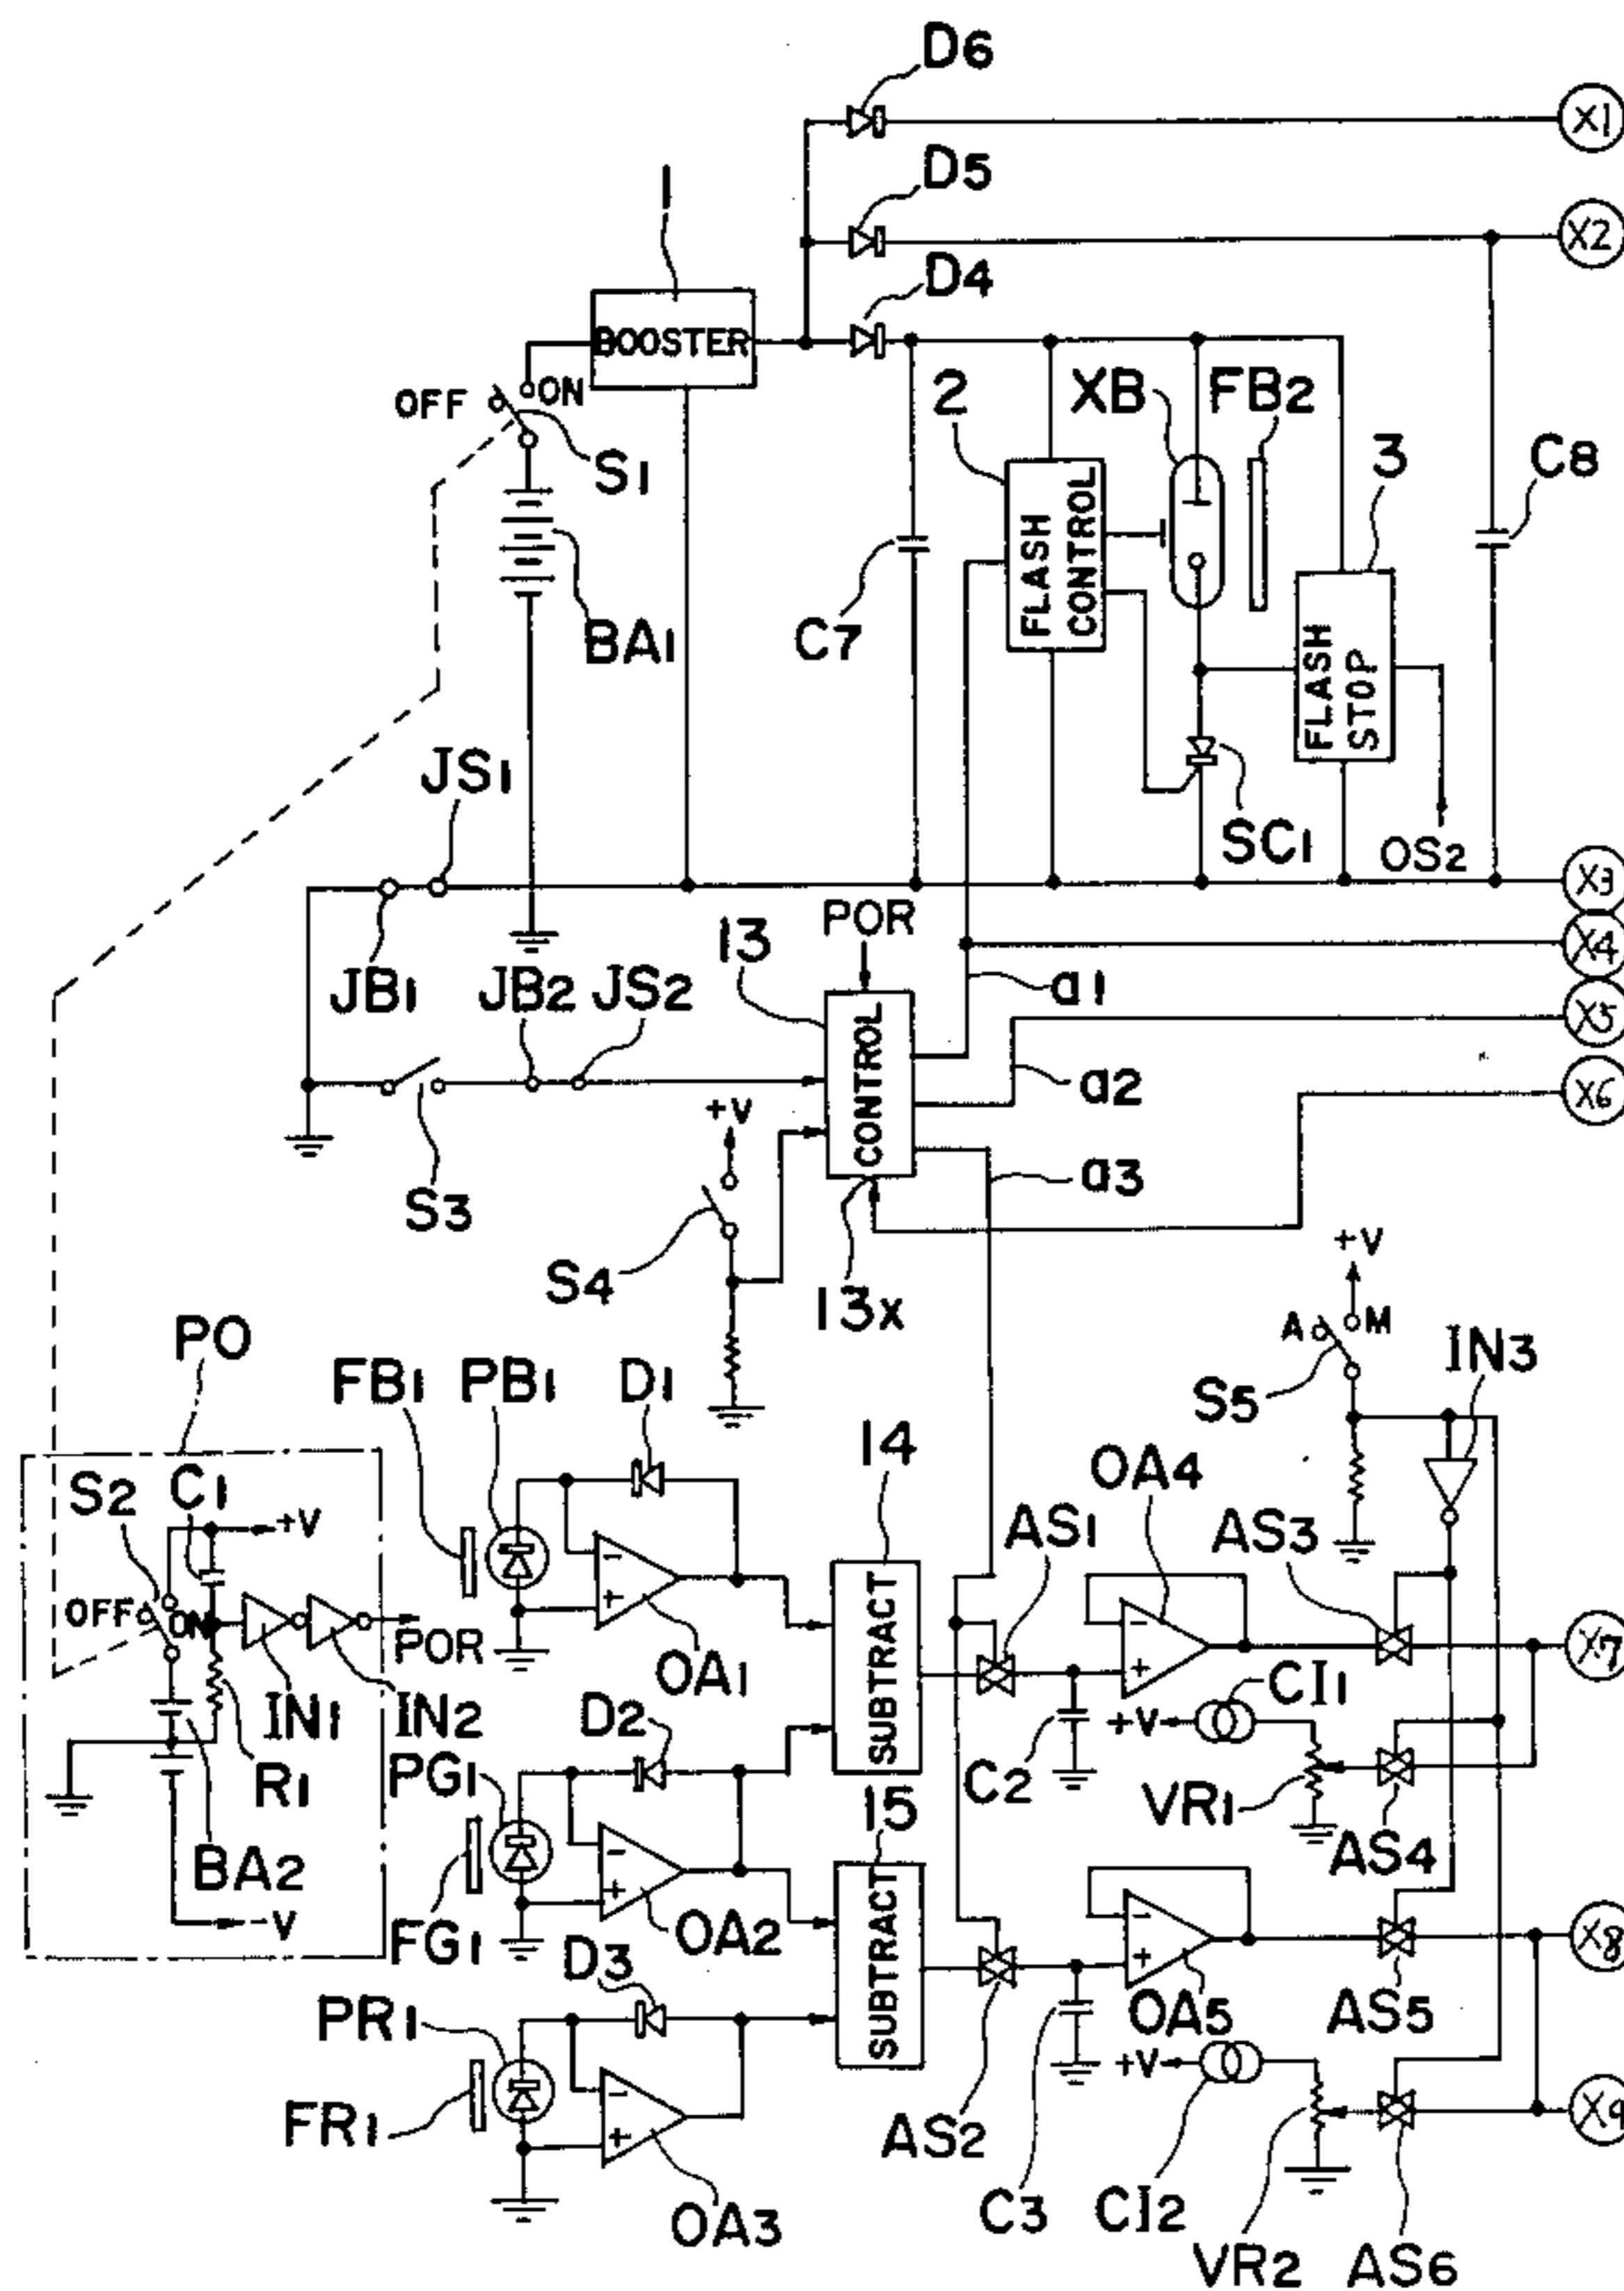 D6
X1
D5
X2
1
D4
BOOSTER
OFF
ON
S1
2
XB
FB2
3
C8
FLASH CONTROL
BA1
C7
FLASH STOP
JS1
SC1
OS2
X3
POR
13
X4
JB1
JB2
JS2
a1
X5
CONTROL
a2
X6
+V
S3
a3
S4
13x
+V
PO
A
M
IN3
FB1
PB1
D1
S5
14
OA4
S2
C1
+V
AS1
AS3
OFF
ON
POR
-
+
SUBTRACT
-
+
X7
OA1
IN1
IN2
D2
CI1
+V
R1
PG1
C2
VR1
15
BA2
AS4
-
+
-V
FG1
OA2
SUBTRACT
-
+
X8
D3
PR1
OA5
AS5
+V
FR1
-
+
AS2
X9
C3
CI2
OA3
VR2
AS6